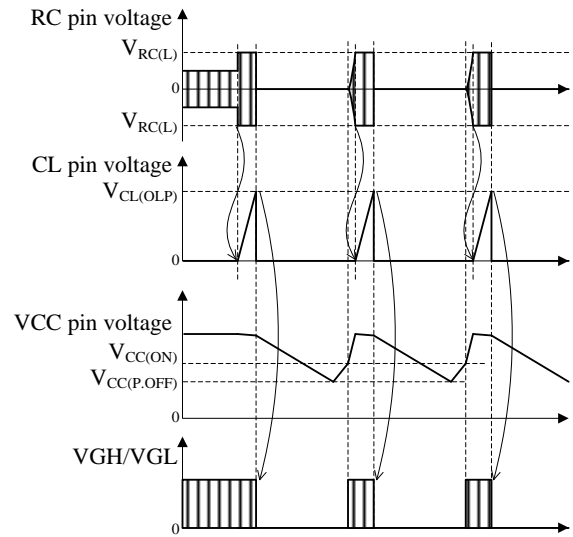 RC pin voltage
VRC(L)
0
VRC(L)
CL pin voltage
VCL(OLP)
0
VCC pin voltage
VCC(ON)
VCC(P.OFF)
0
VGH/VGL
0